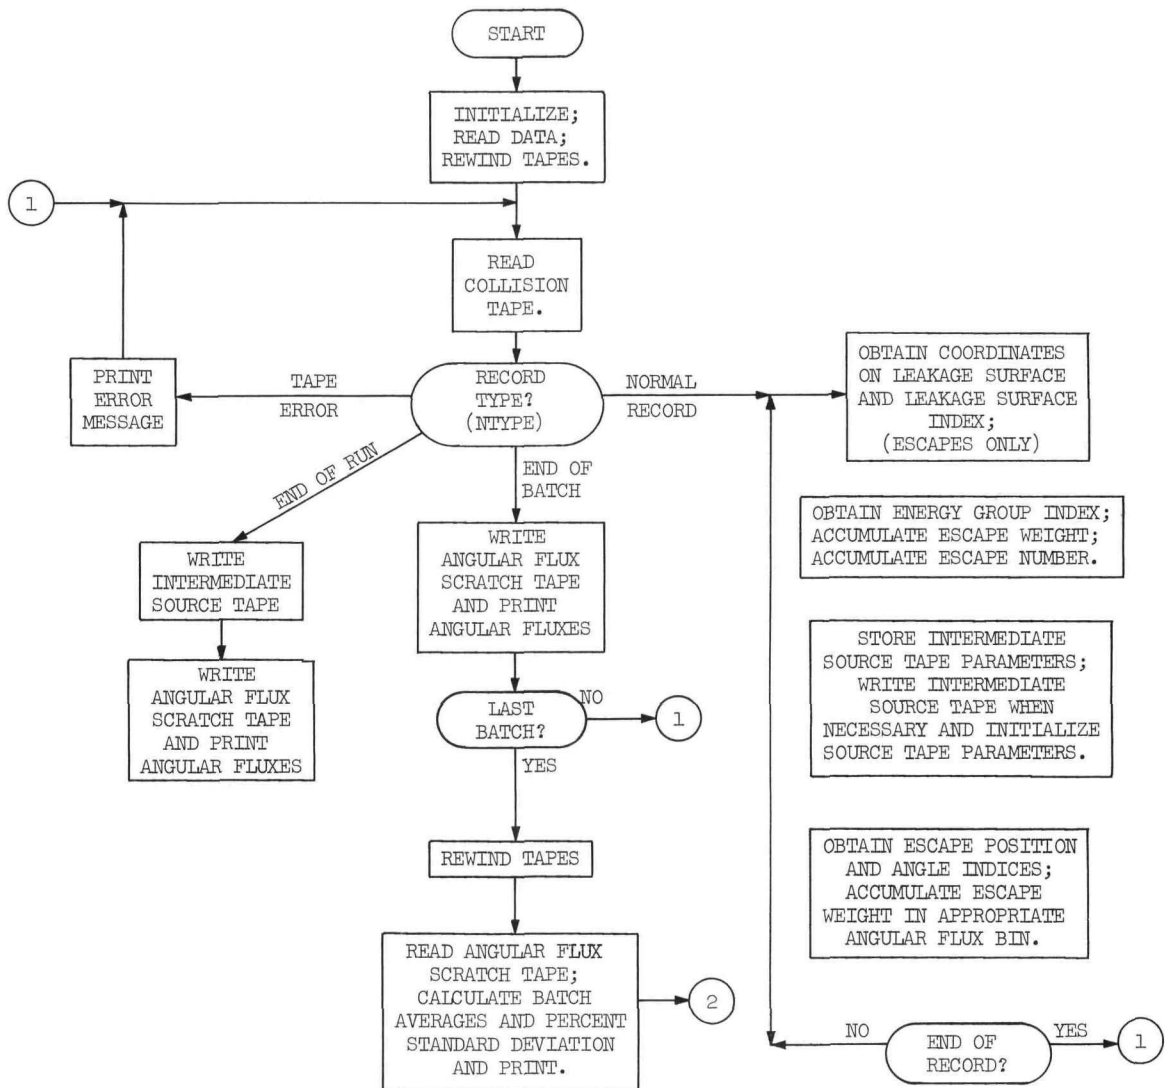 START
INITIALIZE;
READ DATA;
REWIND TAPES.
1
READ
COLLISION
TAPE.
PRINT
ERROR
MESSAGE
TAPE
ERROR
RECORD
TYPE?
(NTYPE)
NORMAL
RECORD
OBTAIN COORDINATES
ON LEAKAGE SURFACE
AND LEAKAGE SURFACE
INDEX;
(ESCAPES ONLY)
END OF RUN
END OF
BATCH
WRITE
INTERMEDIATE
SOURCE TAPE
WRITE
ANGULAR FLUX
SCRATCH TAPE
AND PRINT
ANGULAR FLUXES
WRITE
ANGULAR FLUX
SCRATCH TAPE
AND PRINT
ANGULAR FLUXES
LAST
BATCH?
NO
1
YES
REWIND TAPES
READ ANGULAR FLUX
SCRATCH TAPE;
CALCULATE BATCH
AVERAGES AND PERCENT
STANDARD DEVIATION
AND PRINT.
2
OBTAIN ENERGY GROUP INDEX;
ACCUMULATE ESCAPE WEIGHT;
ACCUMULATE ESCAPE NUMBER.
STORE INTERMEDIATE
SOURCE TAPE PARAMETERS;
WRITE INTERMEDIATE
SOURCE TAPE WHEN
NECESSARY AND INITIALIZE
SOURCE TAPE PARAMETERS.
OBTAIN ESCAPE POSITION
AND ANGLE INDICES;
ACCUMULATE ESCAPE
WEIGHT IN APPROPRIATE
ANGULAR FLUX BIN.
NO
END OF
RECORD?
YES
1